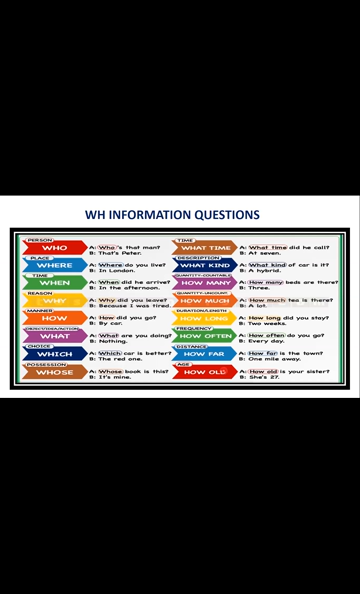 WH INFORMATION QUESTIONS
PERSON
WHO
A: Who's that man?
B: That's Peter.
PLACE
WHERE
A: Where do you live?
B: In London.
TIME
WHEN
A: When did he go?
B: In the afternoon.
REASON
WHY
A: Why did you leave?
B: Because I was tired.
MANNER
HOW
A: How did you go?
B: By car.
WHAT
A: What are you doing?
B: Nothing.
CHOICE
WHICH
A: Which car is better?
B: The red one.
POSSESSION
WHOSE
A: Whose book is this?
B: It's mine.
TIME
WHAT TIME
A: What time did he call?
B: At seven.
DESCRIPTION
WHAT KIND
A: What kind of car is it?
B: A hybrid.
QUANTITY-COUNTABLE
HOW MANY
A: How many beds are there?
B: Three.
QUANTITY-UNCOUNT.
HOW MUCH
A: How much tea is there?
B: A lot.
DURATION/LENGTH
HOW LONG
A: How long did you stay?
B: Two weeks.
FREQUENCY
HOW OFTEN
A: How often do you go?
B: Every day.
DISTANCE
HOW FAR
A: How far is the town?
B: One mile away.
AGE
HOW OLD
A: How old is your sister?
B: She's 27.